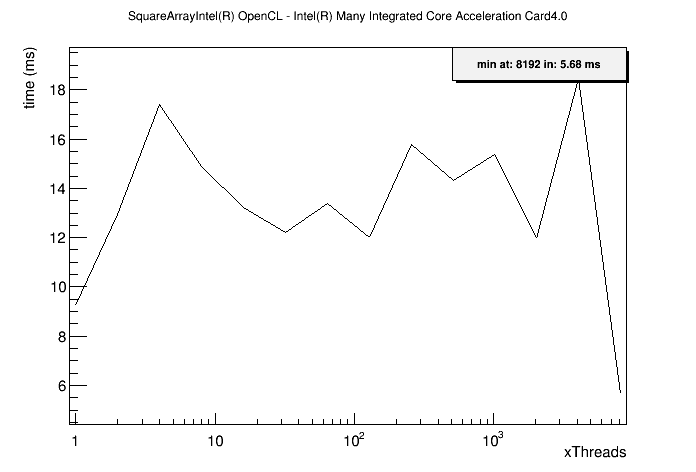 SquareArrayIntel(R) OpenCL - Intel(R) Many Integrated Core Acceleration Card4.0
min at: 8192 in: 5.68 ms
time (ms)
18
16
14
12
10
8
6
1 10 10² 10³
xThreads